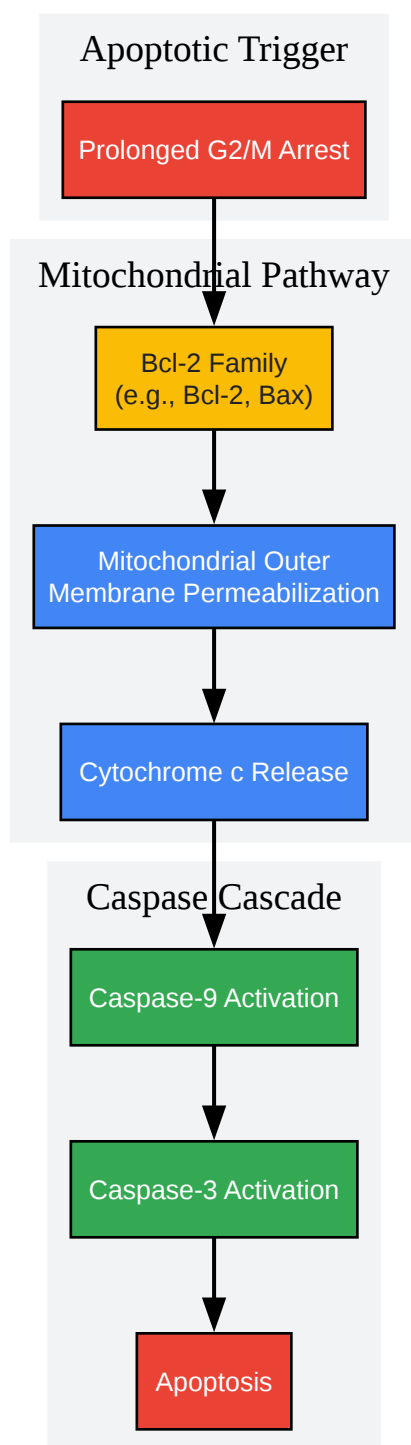 Apoptotic Trigger
Prolonged G2/M Arrest
Mitochondrial Pathway
Bcl-2 Family
(e.g., Bcl-2, Bax)
Mitochondrial Outer
Membrane Permeabilization
Cytochrome c Release
Caspase Cascade
Caspase-9 Activation
Caspase-3 Activation
Apoptosis